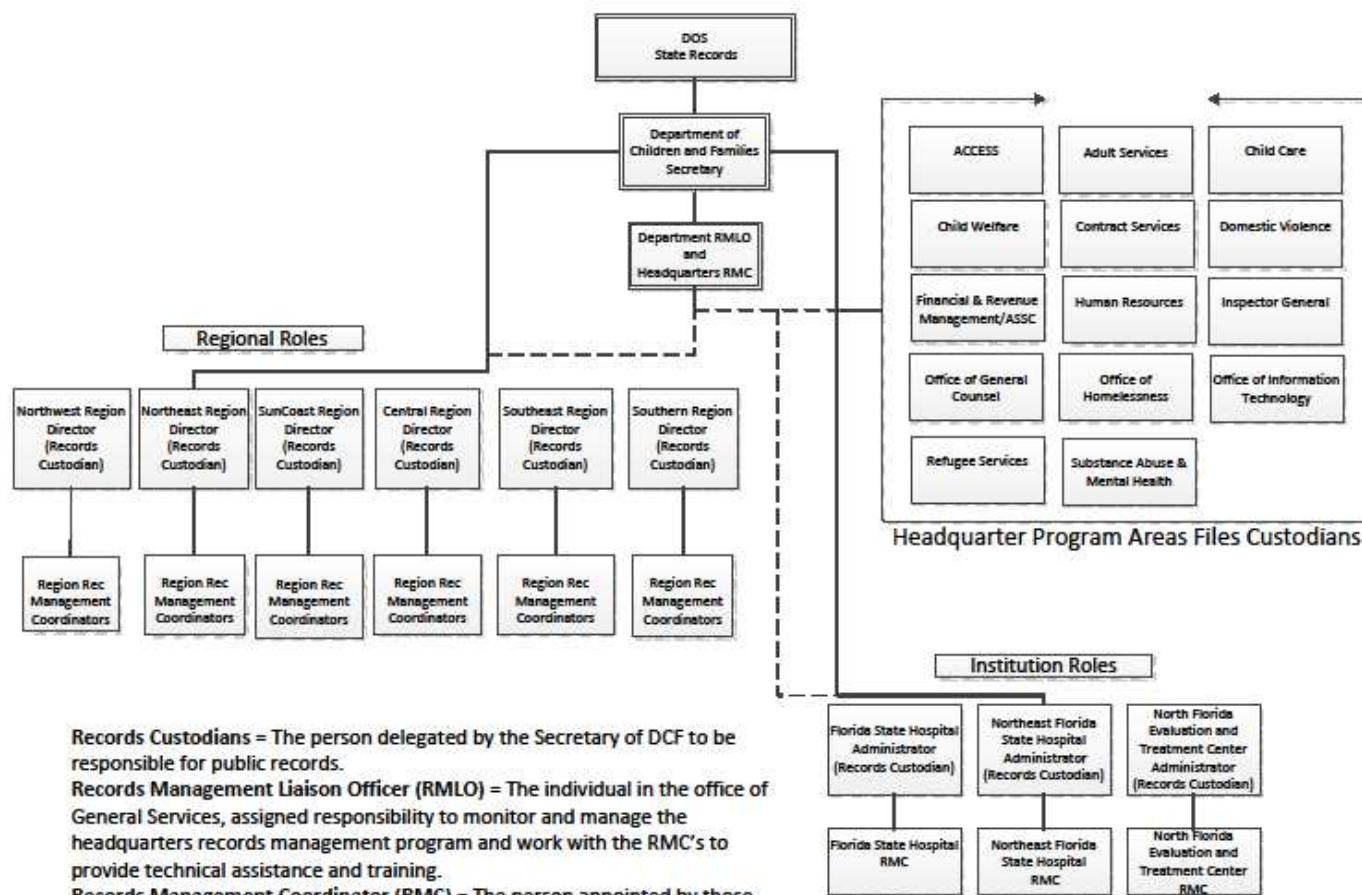 DOS
State Records
Department of
Children and Families
Secretary
Department RMLO
and
Headquarters RMC
ACCESS
Adult Services
Child Care
Child Welfare
Contract Services
Domestic Violence
Financial & Revenue
Management/ASSC
Human Resources
Inspector General
Office of General
Counsel
Office of
Homelessness
Office of Information
Technology
Refugee Services
Substance Abuse &
Mental Health
Headquarter Program Areas Files Custodians
Regional Roles
Northwest Region
Director
(Records
Custodian)
Northeast Region
Director
(Records
Custodian)
SunCoast Region
Director
(Records
Custodian)
Central Region
Director
(Records
Custodian)
Southeast Region
Director
(Records
Custodian)
Southern Region
Director
(Records
Custodian)
Region Rec
Management
Coordinators
Region Rec
Management
Coordinators
Region Rec
Management
Coordinators
Region Rec
Management
Coordinators
Region Rec
Management
Coordinators
Region Rec
Management
Coordinators
Institution Roles
Florida State Hospital
Administrator
(Records Custodian)
Northeast Florida
State Hospital
Administrator
(Records Custodian)
North Florida
Evaluation and
Treatment Center
Administrator
(Records Custodian)
Florida State Hospital
RMC
Northeast Florida
State Hospital
RMC
North Florida
Evaluation and
Treatment Center
RMC
Records Custodians = The person delegated by the Secretary of DCF to be
responsible for public records.
Records Management Liaison Officer (RMLO) = The individual in the office of
General Services, assigned responsibility to monitor and manage the
headquarters records management program and work with the RMC's to
provide technical assistance and training.
Records Management Coordinator (RMC) = The person appointed by those